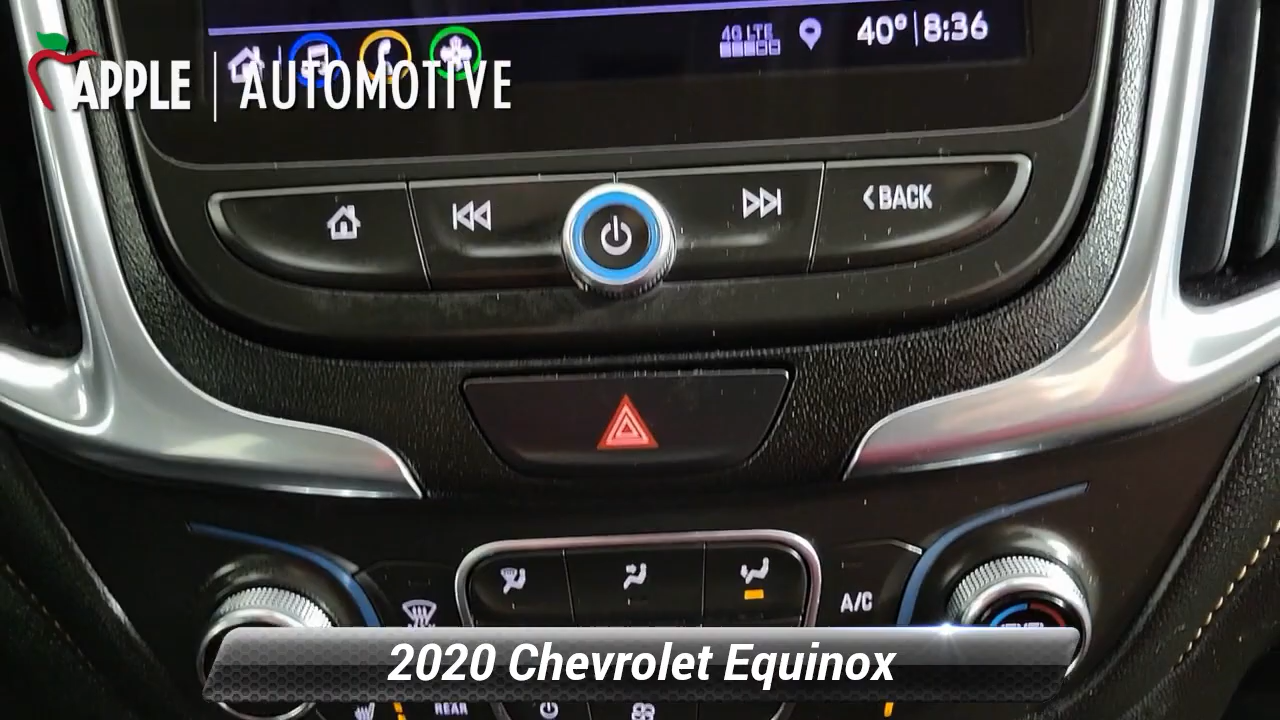 4G LTE
40° 8:36
APPLE AUTOMOTIVE
< BACK
A/C
2020 Chevrolet Equinox
REAR